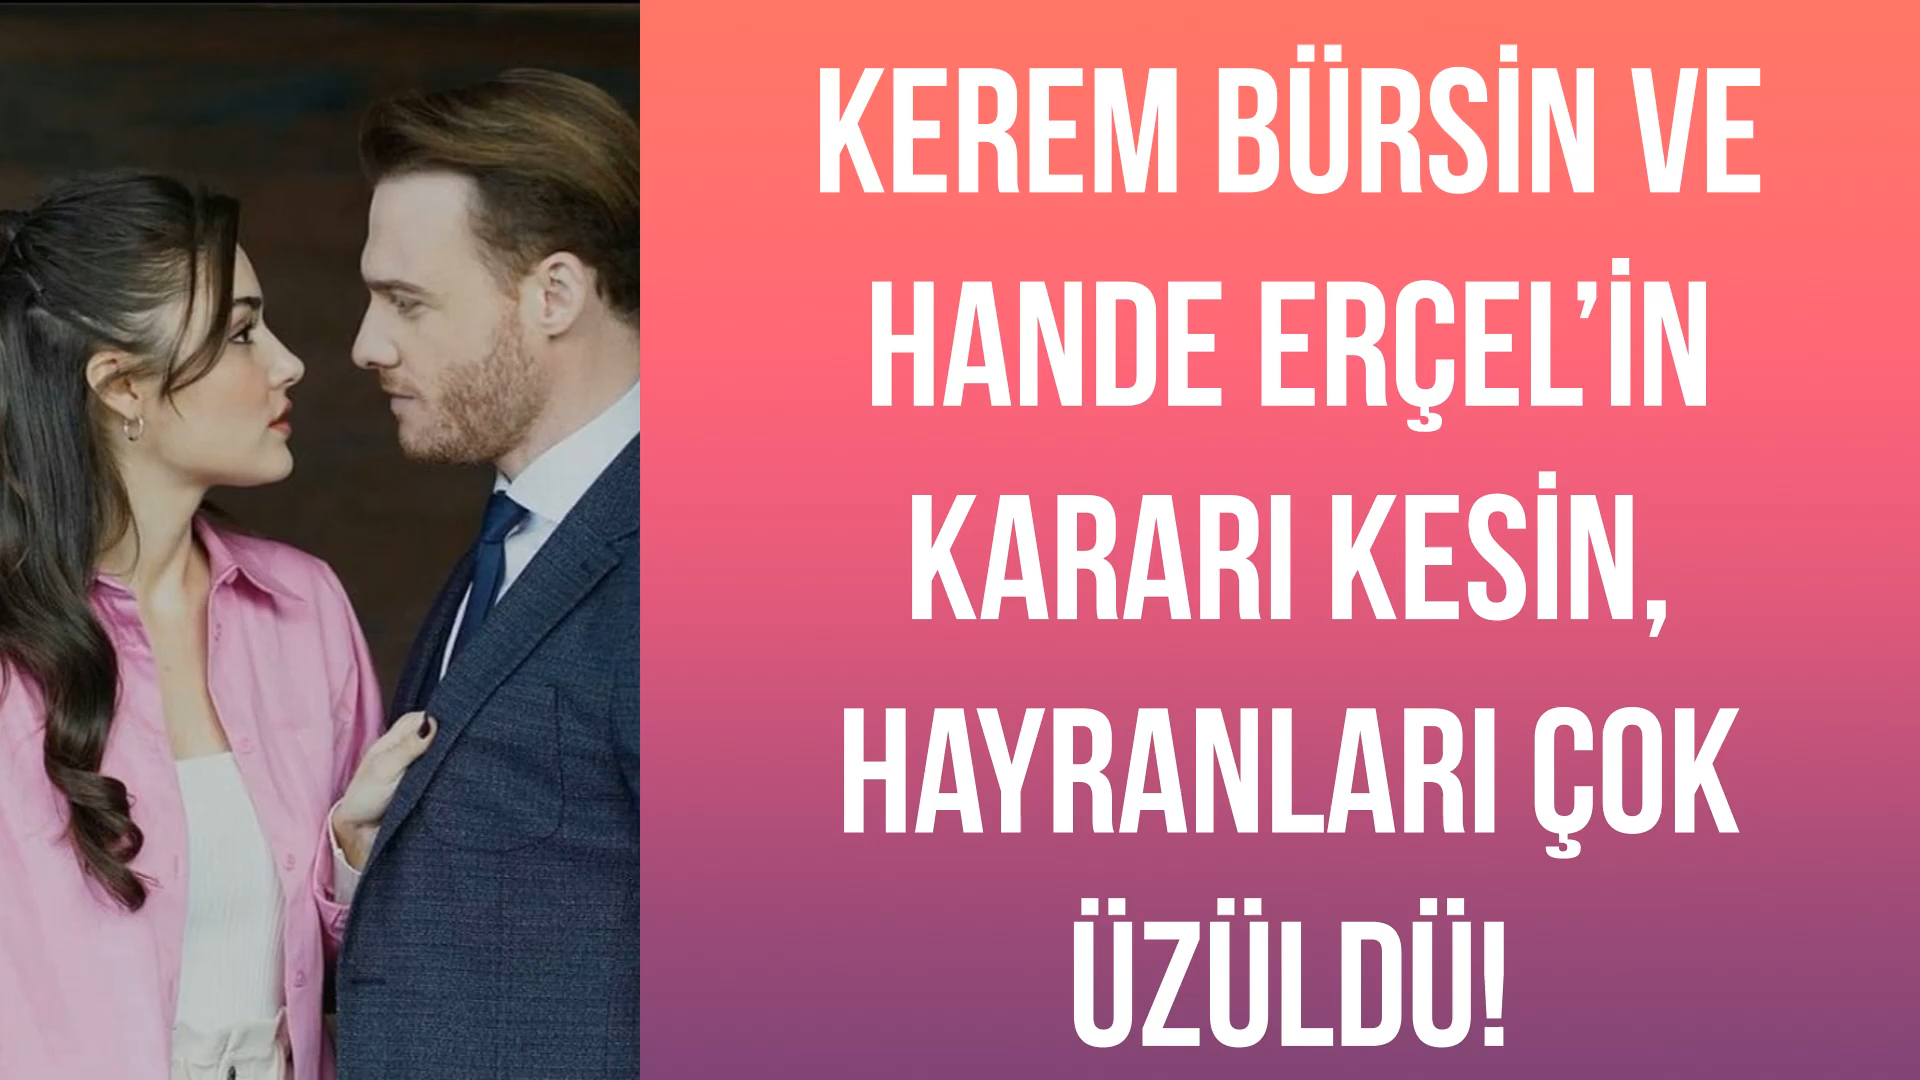 KEREM BÜRSİN VE
HANDE ERÇEL’İN
KARARI KESİN,
HAYRANLARI ÇOK
ÜZÜLDÜ!